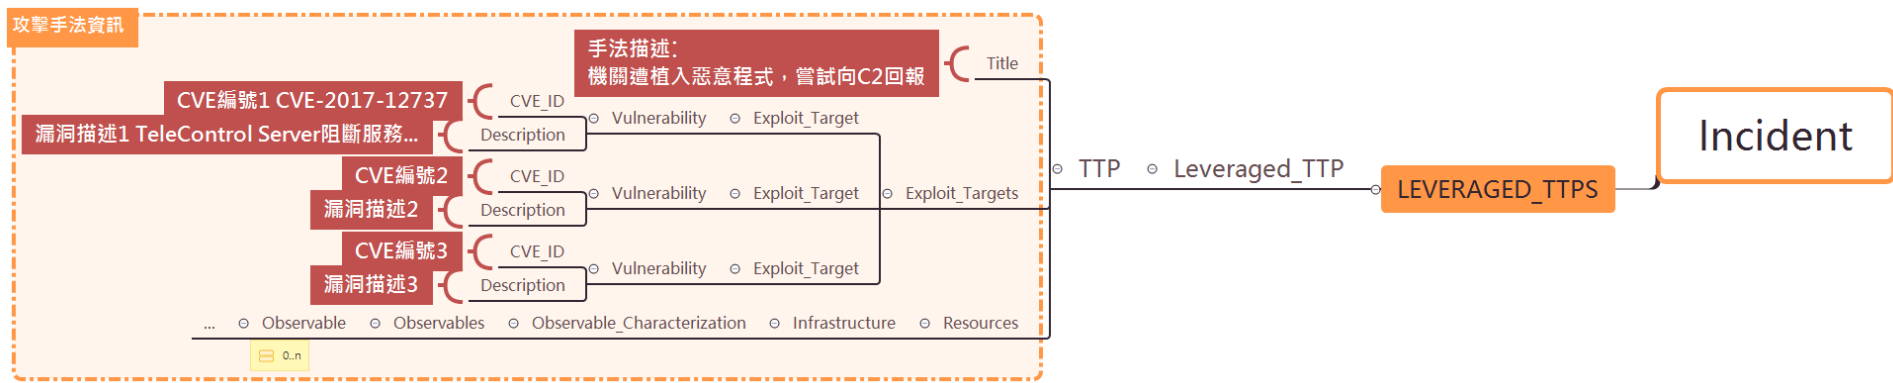 攻擊手法資訊
手法描述:
機關遭植入惡意程式，嘗試向C2回報
Title
CVE編號1 CVE-2017-12737
CVE_ID
漏洞描述1 TeleControl Server阻斷服務...
Description
Vulnerability
Exploit_Target
CVE編號2
CVE_ID
漏洞描述2
Description
Vulnerability
Exploit_Target
Exploit_Targets
CVE編號3
CVE_ID
漏洞描述3
Description
Vulnerability
Exploit_Target
... Observable Observables Observable_Characterization Infrastructure Resources
0..n
TTP
Leveraged_TTP
LEVERAGED_TTPS
Incident